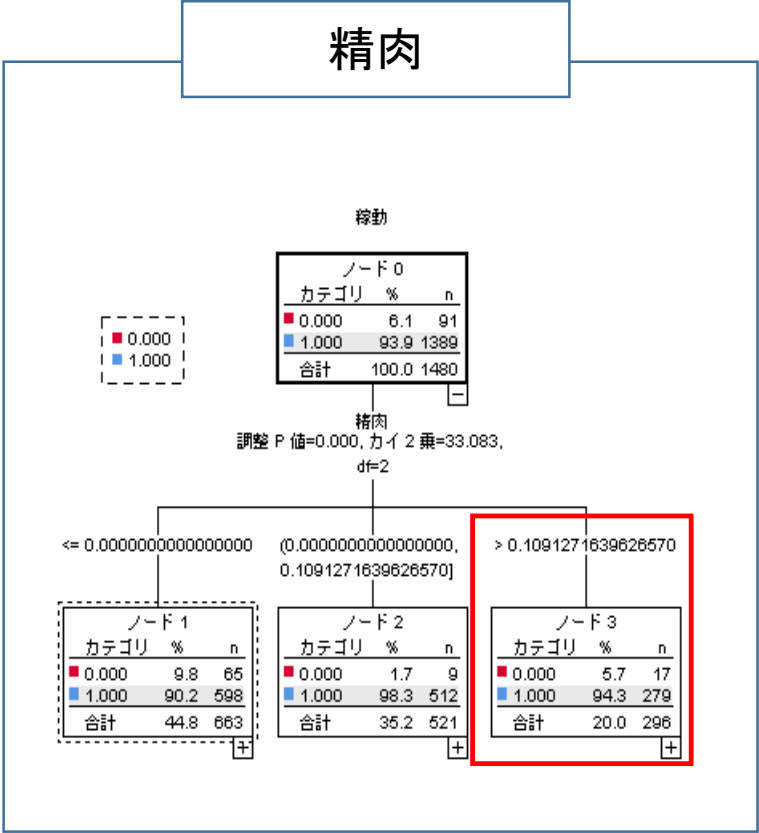 精肉
稼動
0.000
1.000
ノード 0
カテゴリ % n
0.000 6.1 91
1.000 93.9 1389
合計 100.0 1480
精肉
調整 P 値=0.000, カイ 2 乗=33.083,
df=2
<= 0.0000000000000000
(0.0000000000000000,
0.1091271639626570]
> 0.1091271639626570
ノード 1
カテゴリ % n
0.000 9.8 65
1.000 90.2 598
合計 44.8 663
ノード 2
カテゴリ % n
0.000 1.7 9
1.000 98.3 512
合計 35.2 521
ノード 3
カテゴリ % n
0.000 5.7 17
1.000 94.3 279
合計 20.0 296